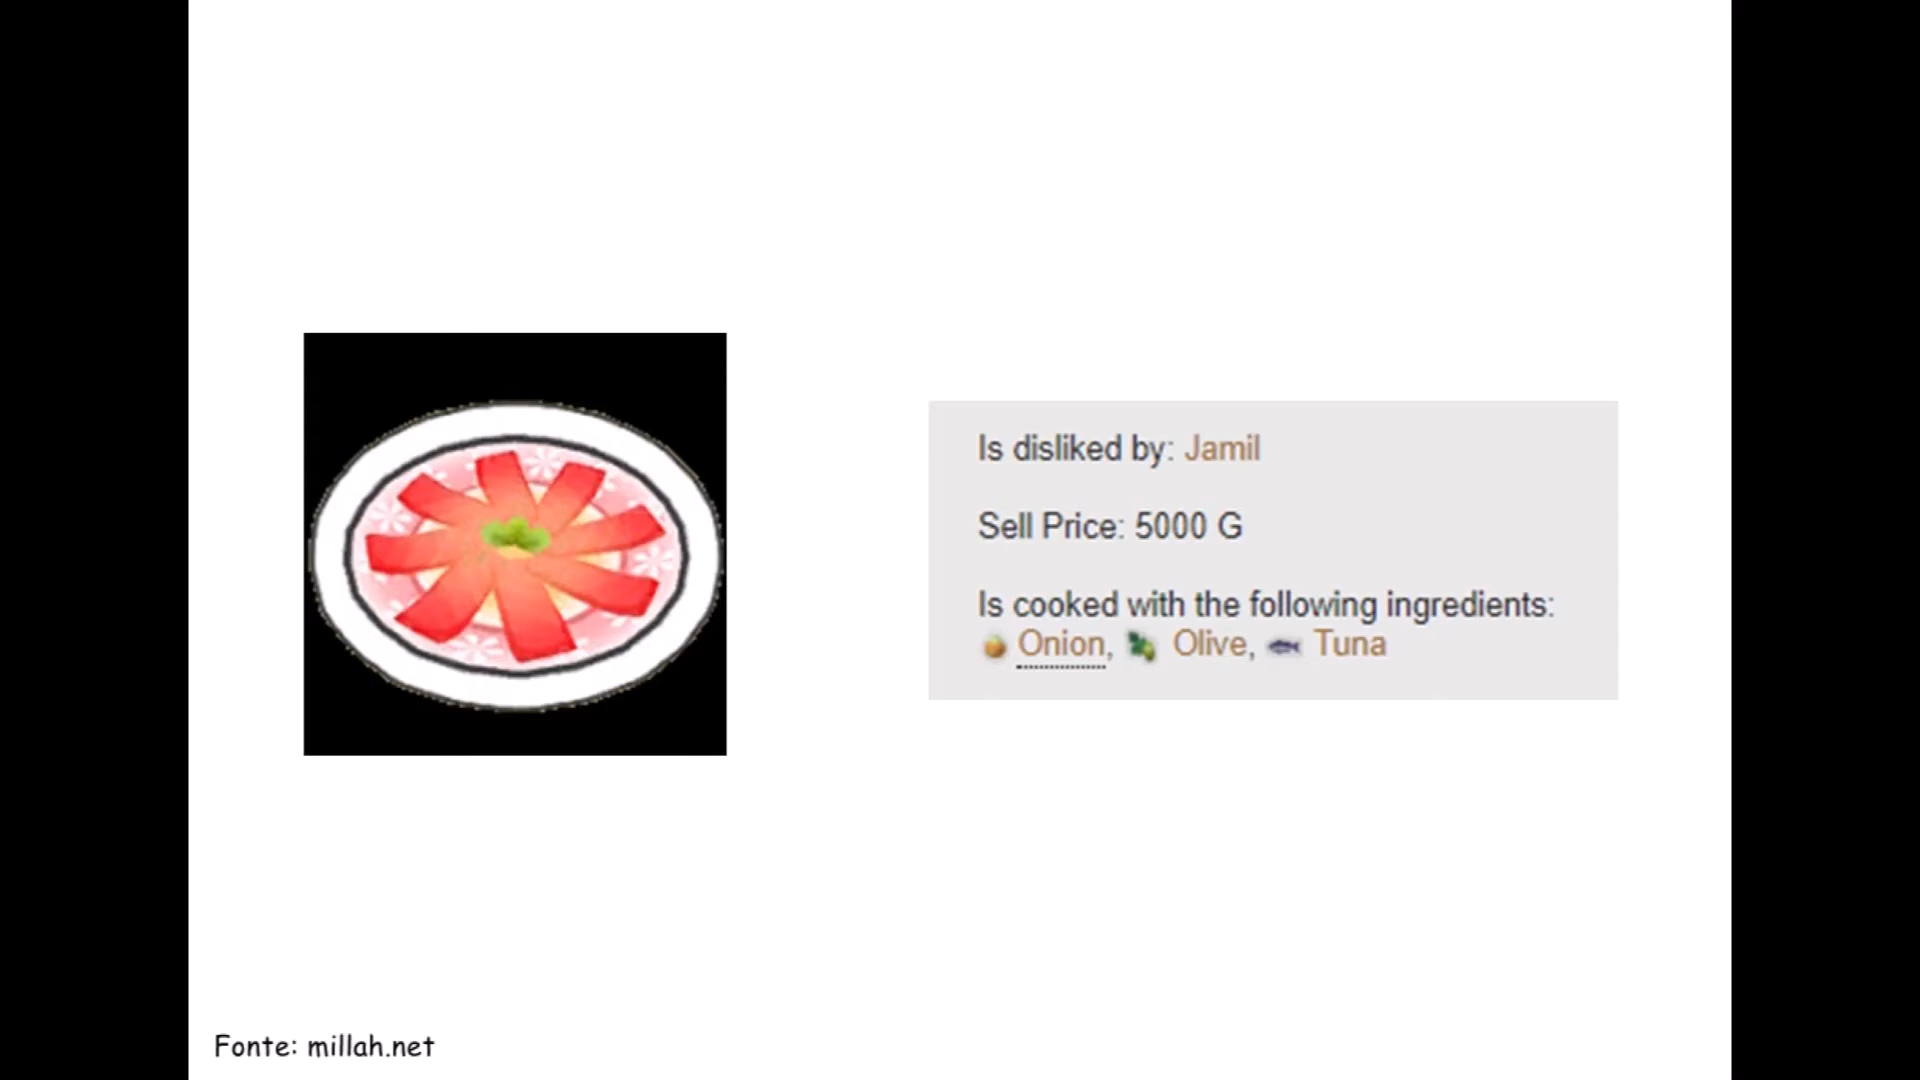 Is disliked by: Jamil
Sell Price: 5000 G
Is cooked with the following ingredients:
Onion, Olive, Tuna
Fonte: millah.net